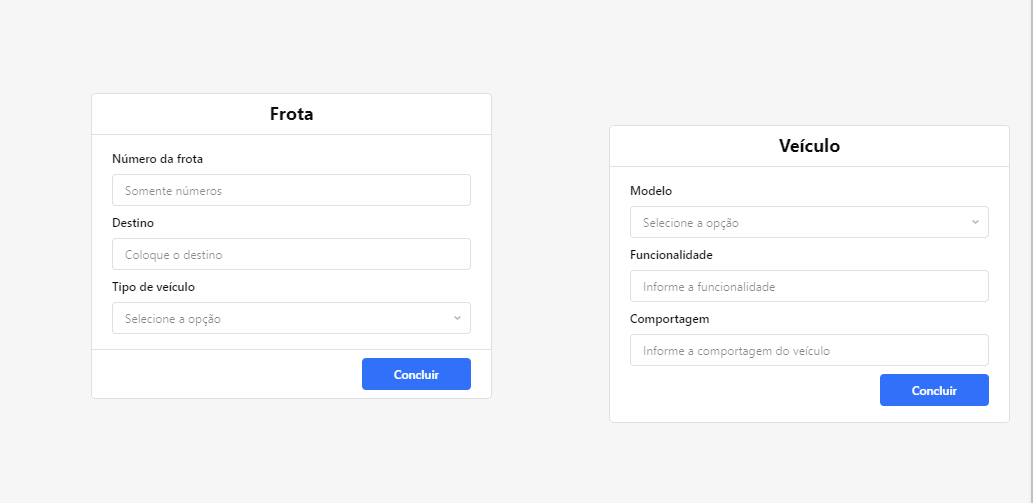 Frota
Número da frota
Somente números
Destino
Coloque o destino
Tipo de veículo
Selecione a opção
Concluir
Veículo
Modelo
Selecione a opção
Funcionalidade
Informe a funcionalidade
Comportagem
Informe a comportagem do veículo
Concluir